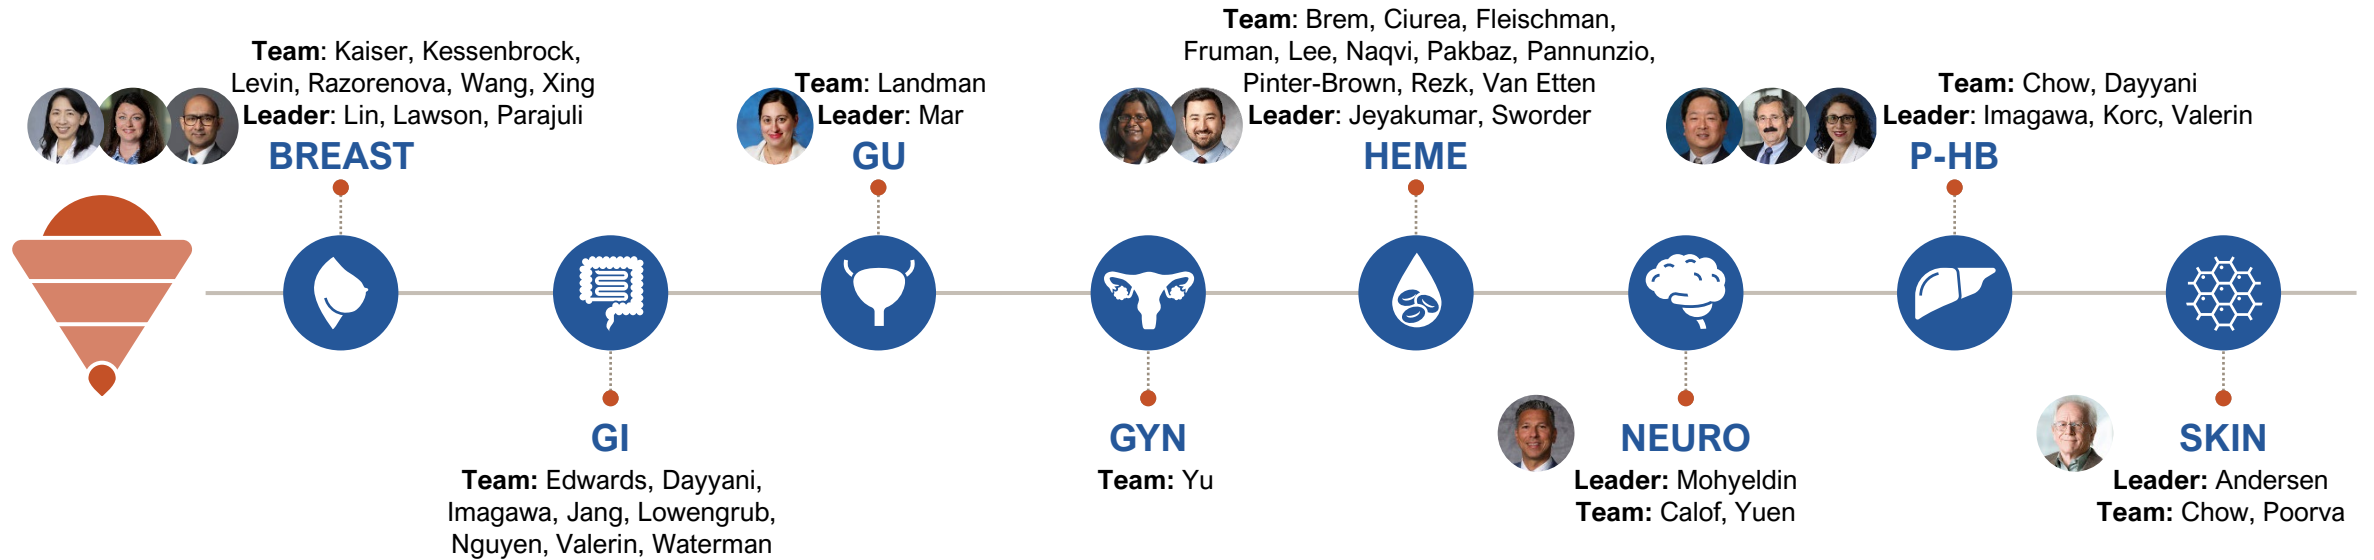 Team: Kaiser, Kessenbrock,
Levin, Razorenova, Wang, Xing
Leader: Lin, Lawson, Parajuli
BREAST
GI
Team: Edwards, Dayyani,
Imagawa, Jang, Lowengrub,
Nguyen, Valerin, Waterman
Team: Landman
Leader: Mar
GU
GYN
Team: Yu
Team: Brem, Ciurea, Fleischman,
Fruman, Lee, Naqvi, Pakbaz, Pannunzio,
Pinter-Brown, Rezk, Van Etten
Leader: Jeyakumar, Sworder
HEME
NEURO
Leader: Mohyeldin
Team: Calof, Yuen
Team: Chow, Dayyani
Leader: Imagawa, Korc, Valerin
P-HB
SKIN
Leader: Andersen
Team: Chow, Poorva